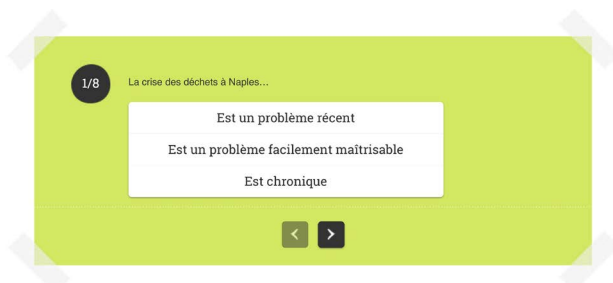 1/8
La crise des déchets à Naples...
Est un problème récent
Est un problème facilement maîtrisable
Est chronique